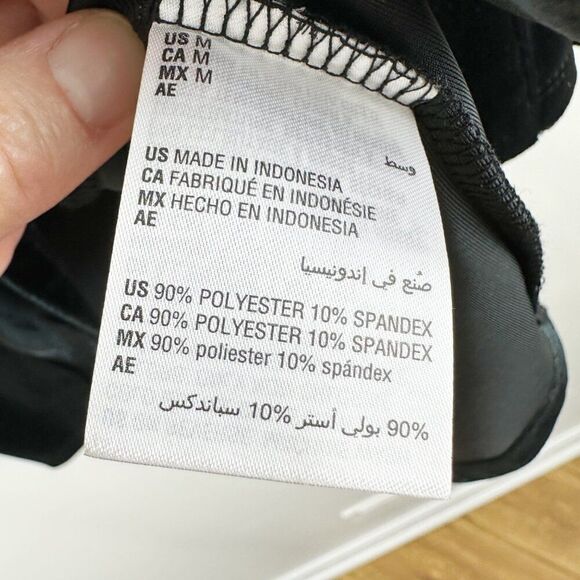 US M
CA M
MX M
AE
وسط
US MADE IN INDONESIA
CA FABRIQUÉ EN INDONÉSIE
MX HECHO EN INDONESIA
AE
صُنع في إندونيسيا
US 90% POLYESTER 10% SPANDEX
CA 90% POLYESTER 10% SPANDEX
MX 90% poliester 10% spándex
AE
90% بولي أستر 10% سباندكس